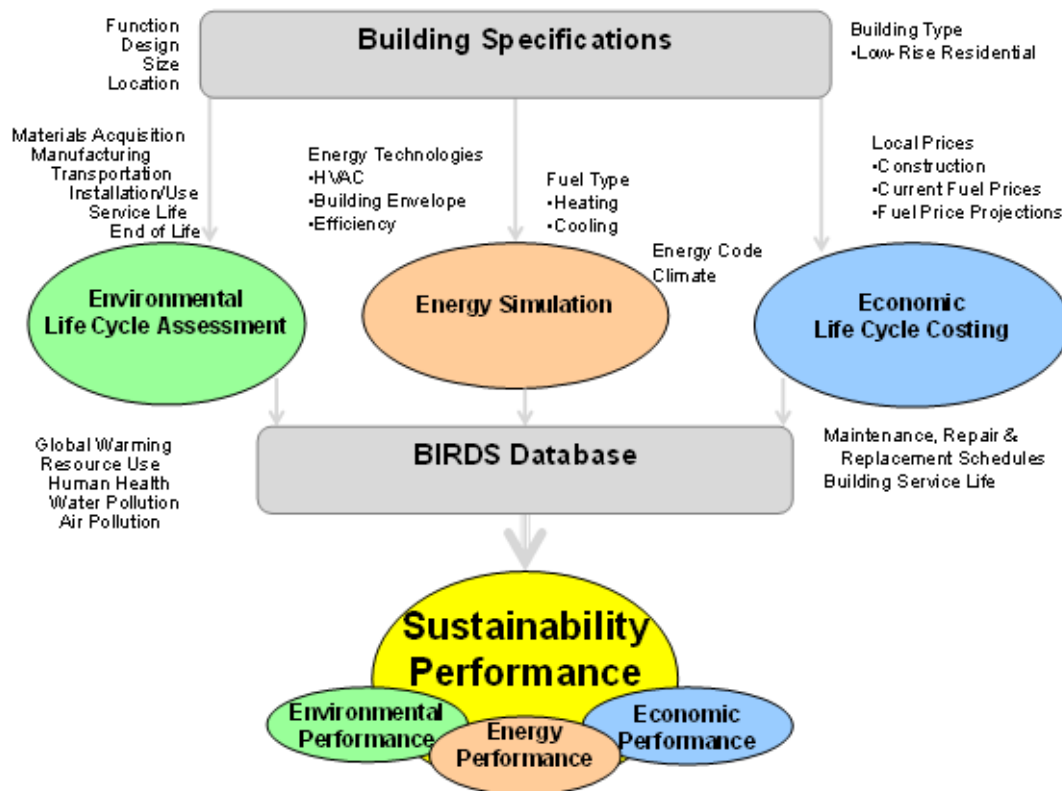 Function
Design
Size
Location
Building Specifications
Building Type
•Low-Rise Residential
Materials Acquisition
Manufacturing
Transportation
Installation/Use
Service Life
End of Life
Energy Technologies
•HVAC
•Building Envelope
•Efficiency
Fuel Type
•Heating
•Cooling
Local Prices
•Construction
•Current Fuel Prices
•Fuel Price Projections
Energy Code
Climate
Environmental
Life Cycle Assessment
Energy Simulation
Economic
Life Cycle Costing
Global Warming
Resource Use
Human Health
Water Pollution
Air Pollution
BIRDS Database
Maintenance, Repair &
Replacement Schedules
Building Service Life
Sustainability
Performance
Environmental
Performance
Energy
Performance
Economic
Performance